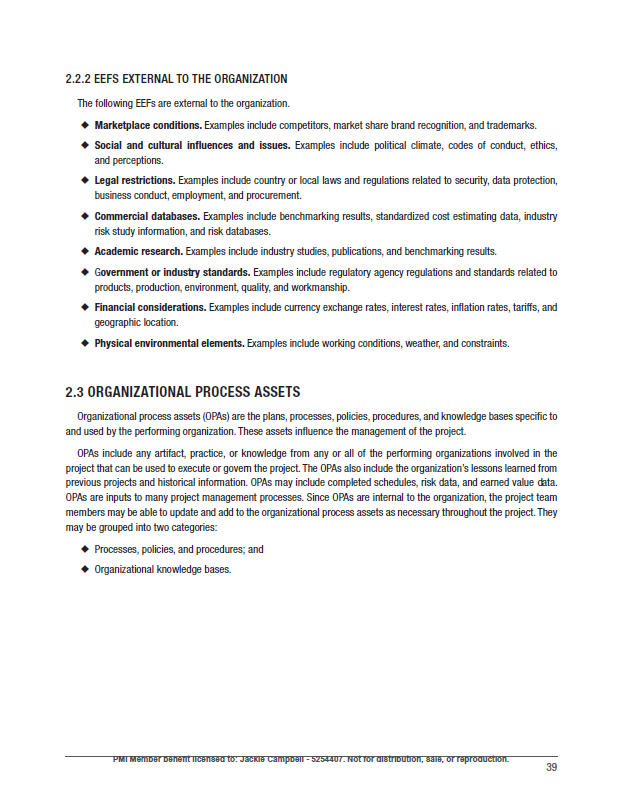 2.2.2 EEFS EXTERNAL TO THE ORGANIZATION
The following EEFs are external to the organization.
◆ Marketplace conditions. Examples include competitors, market share brand recognition, and trademarks.
◆ Social and cultural influences and issues. Examples include political climate, codes of conduct, ethics,
and perceptions.
◆ Legal restrictions. Examples include country or local laws and regulations related to security, data protection,
business conduct, employment, and procurement.
◆ Commercial databases. Examples include benchmarking results, standardized cost estimating data, industry
risk study information, and risk databases.
◆ Academic research. Examples include industry studies, publications, and benchmarking results.
◆ Government or industry standards. Examples include regulatory agency regulations and standards related to
products, production, environment, quality, and workmanship.
◆ Financial considerations. Examples include currency exchange rates, interest rates, inflation rates, tariffs, and
geographic location.
◆ Physical environmental elements. Examples include working conditions, weather, and constraints.
2.3 ORGANIZATIONAL PROCESS ASSETS
Organizational process assets (OPAs) are the plans, processes, policies, procedures, and knowledge bases specific to
and used by the performing organization. These assets influence the management of the project.
OPAs include any artifact, practice, or knowledge from any or all of the performing organizations involved in the
project that can be used to execute or govern the project. The OPAs also include the organization's lessons learned from
previous projects and historical information. OPAs may include completed schedules, risk data, and earned value data.
OPAs are inputs to many project management processes. Since OPAs are internal to the organization, the project team
members may be able to update and add to the organizational process assets as necessary throughout the project. They
may be grouped into two categories:
◆ Processes, policies, and procedures; and
◆ Organizational knowledge bases.
PMI Member benefit licensed to: Jackie Campbell - 5254407. Not for distribution, sale, or reproduction.
39